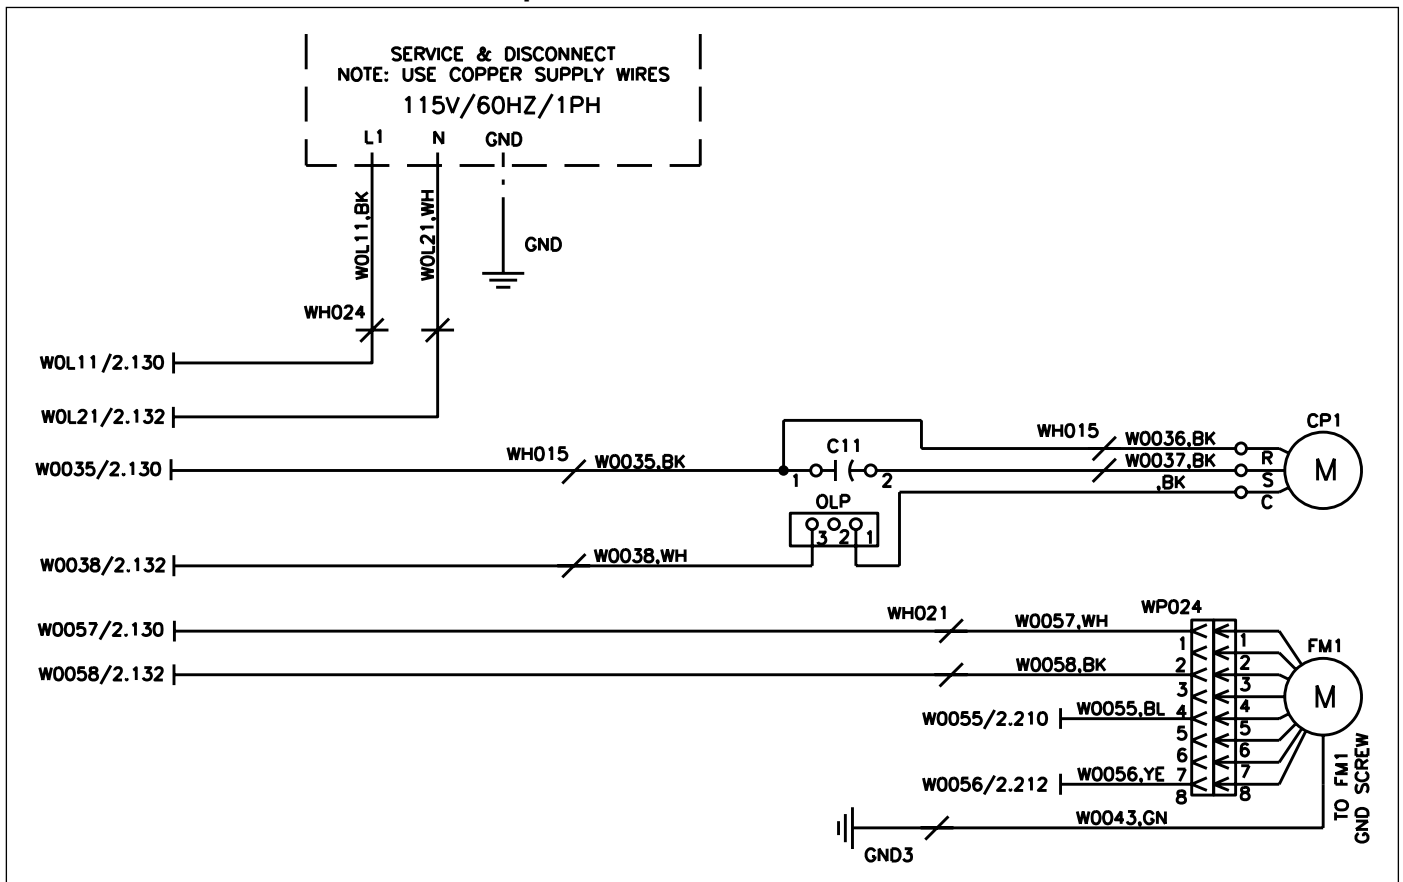 SERVICE & DISCONNECT
NOTE: USE COPPER SUPPLY WIRES
115V/60HZ/1PH
L1 N GND
W0L11,BK
W0L21,WH
GND
WH024
W0L11/2.130
W0L21/2.132
W0035/2.130
WH015
W0035,BK
C11
1
2
WH015
W0036,BK
W0037,BK
,BK
R
S
C
CP1
M
OLP
3 2 1
W0038/2.132
W0038,WH
W0057/2.130
WH021
W0057,WH
W0058/2.132
W0058,BK
W0055/2.210
W0055,BL
W0056/2.212
W0056,YE
WP024
1 1
2 2
3 3
4 4
5 5
6 6
7 7
8 8
FM1
M
TO FM1
GND SCREW
W0043,GN
GND3